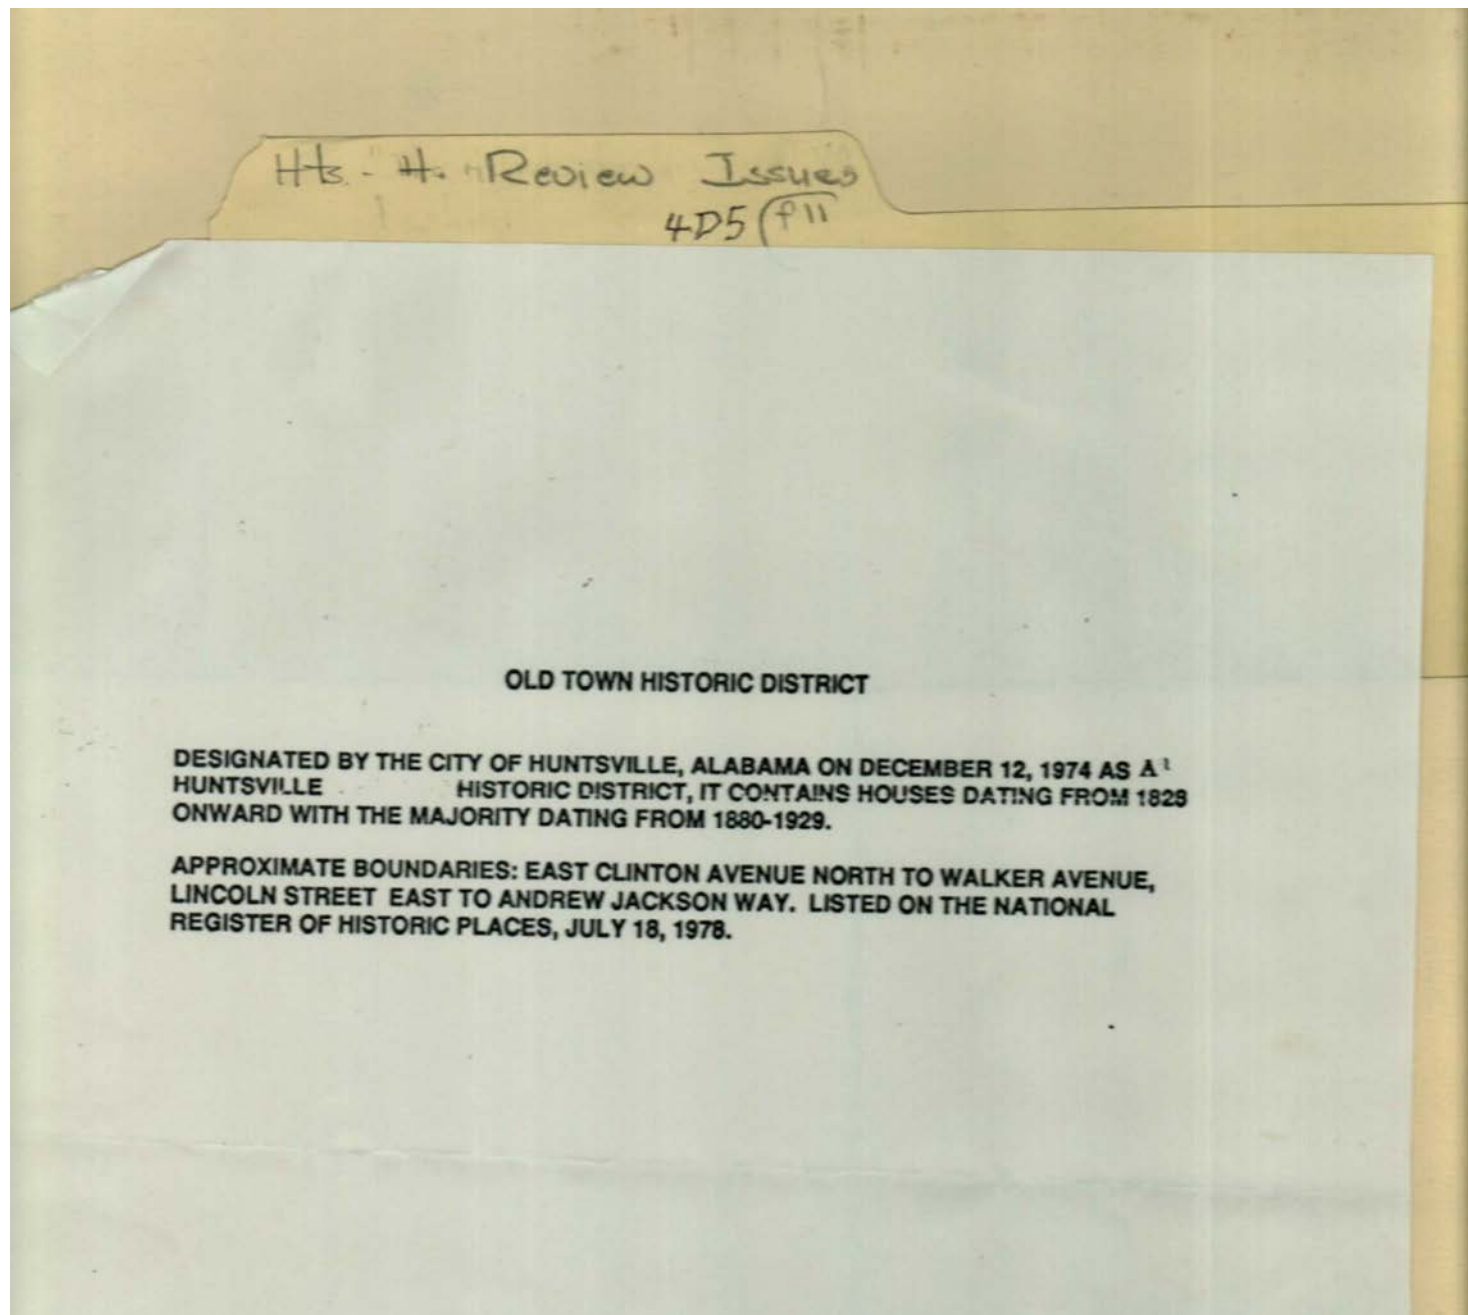 Hts. - H. Review Issues
4D5 (f11
OLD TOWN HISTORIC DISTRICT
DESIGNATED BY THE CITY OF HUNTSVILLE, ALABAMA ON DECEMBER 12, 1974 AS A
HUNTSVILLE HISTORIC DISTRICT, IT CONTAINS HOUSES DATING FROM 1828
ONWARD WITH THE MAJORITY DATING FROM 1880-1929.
APPROXIMATE BOUNDARIES: EAST CLINTON AVENUE NORTH TO WALKER AVENUE,
LINCOLN STREET EAST TO ANDREW JACKSON WAY. LISTED ON THE NATIONAL
REGISTER OF HISTORIC PLACES, JULY 18, 1978.